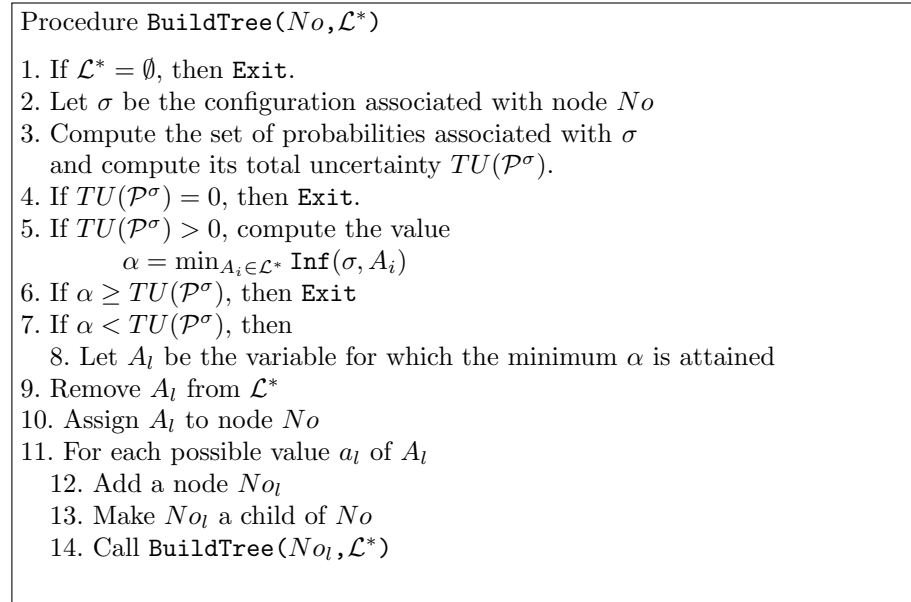 Procedure BuildTree(No,ℒ*)
1. If ℒ* = ∅, then Exit.
2. Let σ be the configuration associated with node No
3. Compute the set of probabilities associated with σ
and compute its total uncertainty TU(𝒫^σ).
4. If TU(𝒫^σ) = 0, then Exit.
5. If TU(𝒫^σ) > 0, compute the value
α = min_{A_i∈ℒ*} Inf(σ, A_i)
6. If α ≥ TU(𝒫^σ), then Exit
7. If α < TU(𝒫^σ), then
8. Let A_l be the variable for which the minimum α is attained
9. Remove A_l from ℒ*
10. Assign A_l to node No
11. For each possible value a_l of A_l
12. Add a node No_l
13. Make No_l a child of No
14. Call BuildTree(No_l,ℒ*)